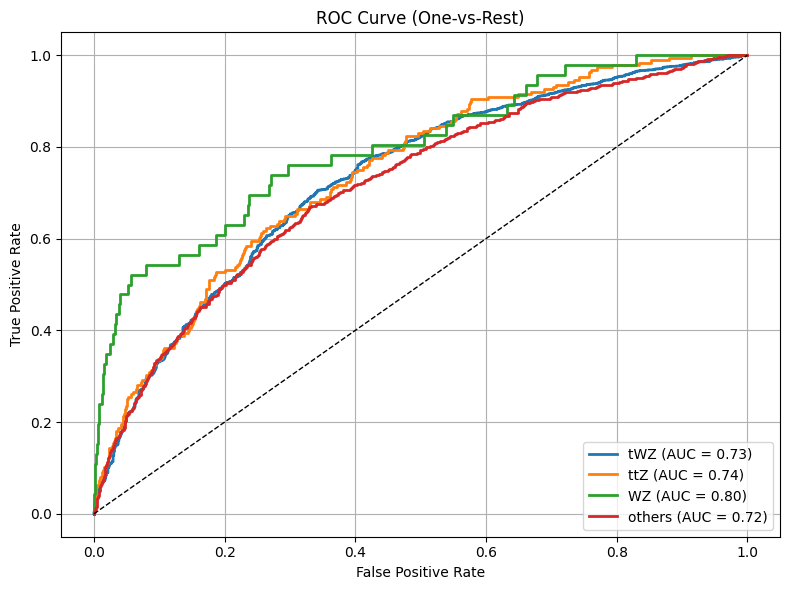 ROC Curve (One-vs-Rest)
True Positive Rate
1.0
0.8
0.6
0.4
0.2
0.0
0.0 0.2 0.4 0.6 0.8 1.0
False Positive Rate
tWZ (AUC = 0.73)
ttZ (AUC = 0.74)
WZ (AUC = 0.80)
others (AUC = 0.72)